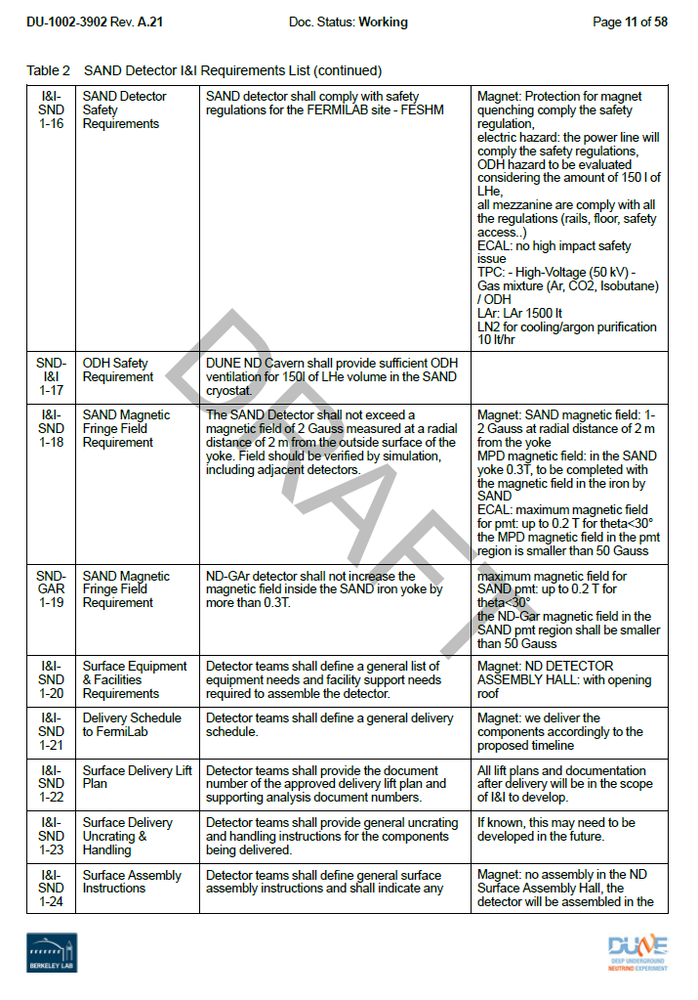 DU-1002-3902 Rev. A.21 Doc. Status: Working Page 11 of 58
Table 2 SAND Detector I&I Requirements List (continued)
I&I-
SND
1-16
SAND Detector
Safety
Requirements
SAND detector shall comply with safety
regulations for the FERMILAB site - FESHM
Magnet: Protection for magnet
quenching comply the safety
regulation,
electric hazard: the power line will
comply the safety regulations,
ODH hazard to be evaluated
considering the amount of 150 l of
LHe,
all mezzanine are comply with all
the regulations (rails, floor, safety
access..)
ECAL: no high impact safety
issue
TPC: - High-Voltage (50 kV) -
Gas mixture (Ar, CO2, Isobutane)
/ ODH
LAr: LAr 1500 lt
LN2 for cooling/argon purification
10 lt/hr
SND-
I&I
1-17
ODH Safety
Requirement
DUNE ND Cavern shall provide sufficient ODH
ventilation for 150l of LHe volume in the SAND
cryostat.
I&I-
SND
1-18
SAND Magnetic
Fringe Field
Requirement
The SAND Detector shall not exceed a
magnetic field of 2 Gauss measured at a radial
distance of 2 m from the outside surface of the
yoke. Field should be verified by simulation,
including adjacent detectors.
Magnet: SAND magnetic field: 1-
2 Gauss at radial distance of 2 m
from the yoke
MPD magnetic field: in the SAND
yoke 0.3T, to be completed with
the magnetic field in the iron by
SAND
ECAL: maximum magnetic field
for pmt: up to 0.2 T for theta<30°
the MPD magnetic field in the pmt
region is smaller than 50 Gauss
SND-
GAR
1-19
SAND Magnetic
Fringe Field
Requirement
ND-GAr detector shall not increase the
magnetic field inside the SAND iron yoke by
more than 0.3T.
maximum magnetic field for
SAND pmt: up to 0.2 T for
theta<30°
the ND-Gar magnetic field in the
SAND pmt region shall be smaller
than 50 Gauss
I&I-
SND
1-20
Surface Equipment
& Facilities
Requirements
Detector teams shall define a general list of
equipment needs and facility support needs
required to assemble the detector.
Magnet: ND DETECTOR
ASSEMBLY HALL: with opening
roof
I&I-
SND
1-21
Delivery Schedule
to FermiLab
Detector teams shall define a general delivery
schedule.
Magnet: we deliver the
components accordingly to the
proposed timeline
I&I-
SND
1-22
Surface Delivery Lift
Plan
Detector teams shall provide the document
number of the approved delivery lift plan and
supporting analysis document numbers.
All lift plans and documentation
after delivery will be in the scope
of I&I to develop.
I&I-
SND
1-23
Surface Delivery
Uncrating &
Handling
Detector teams shall provide general uncrating
and handling instructions for the components
being delivered.
If known, this may need to be
developed in the future.
I&I-
SND
1-24
Surface Assembly
Instructions
Detector teams shall define general surface
assembly instructions and shall indicate any
Magnet: no assembly in the ND
Surface Assembly Hall, the
detector will be assembled in the
DRAFT
BERKELEY LAB
DUNE
DEEP UNDERGROUND
NEUTRINO EXPERIMENT